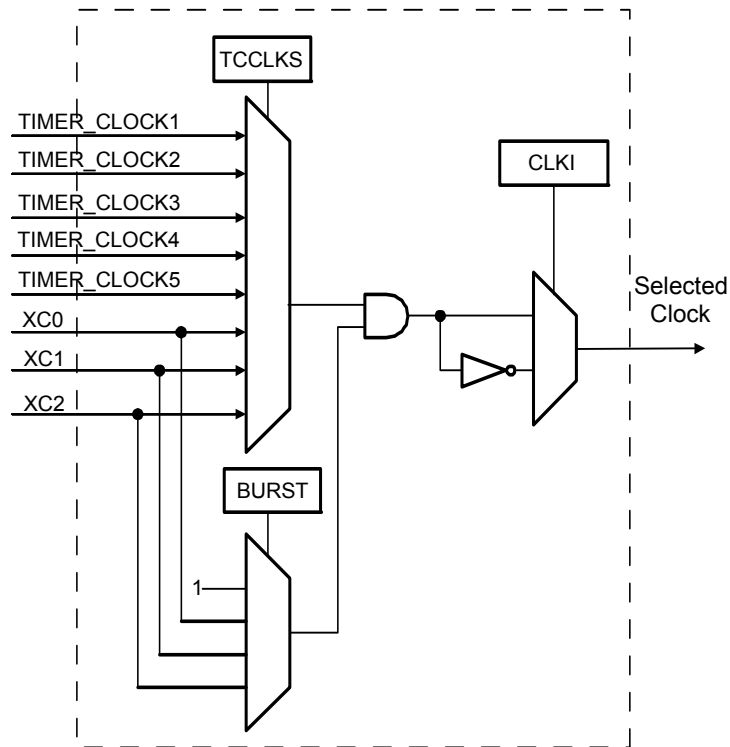 TCCLKS
TIMER_CLOCK1
TIMER_CLOCK2
TIMER_CLOCK3
TIMER_CLOCK4
TIMER_CLOCK5
XC0
XC1
XC2
CLKI
Selected
Clock
BURST
1